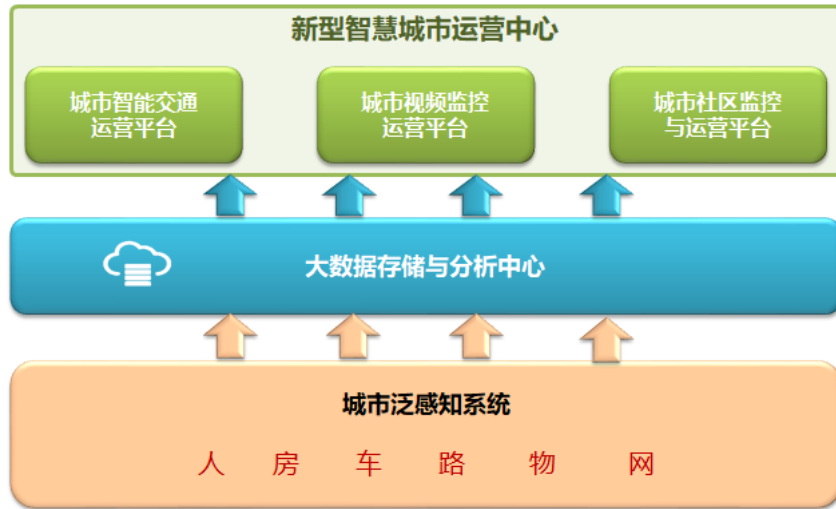 新型智慧城市运营中心
城市智能交通
运营平台
城市视频监控
运营平台
城市社区监控
与运营平台
大数据存储与分析中心
城市泛感知系统
人 房 车 路 物 网